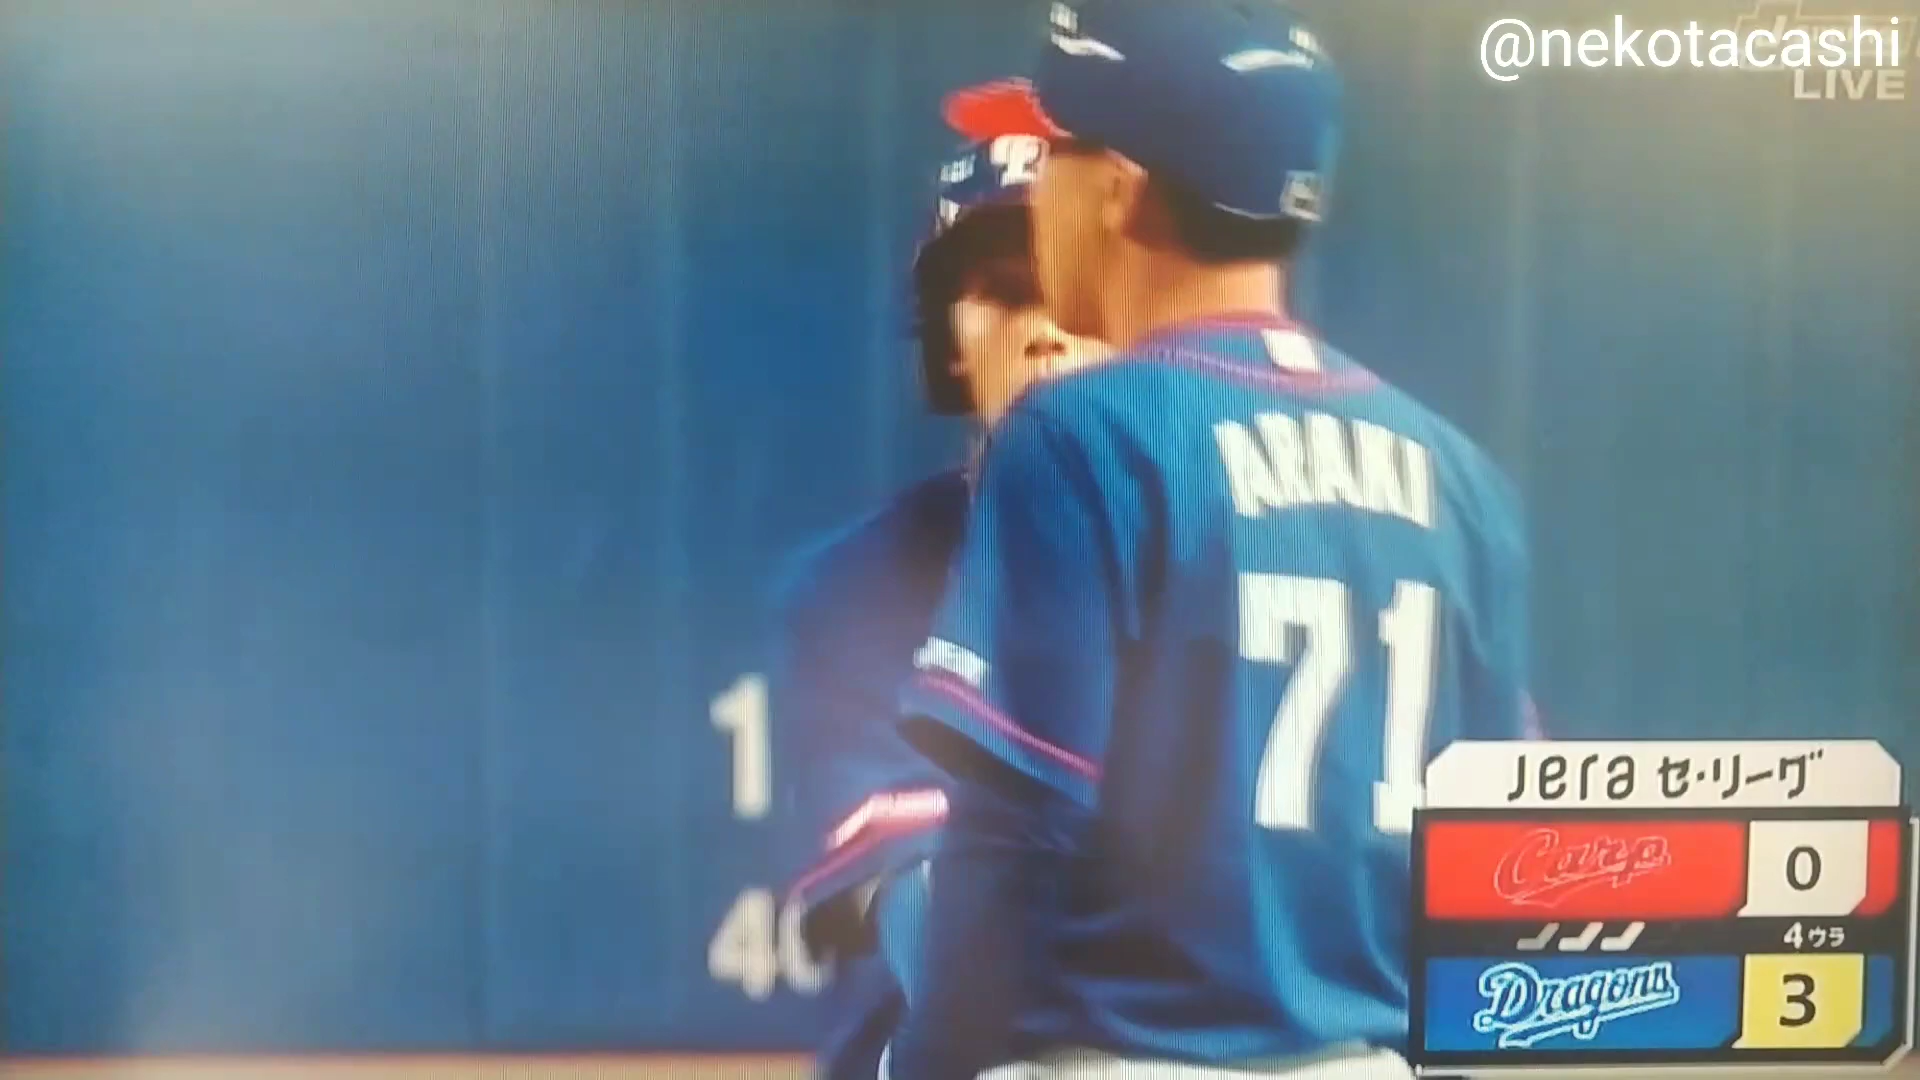 @nekotacashi
LIVE
ARAKI
71
1
40
Jera セ・リーグ
Carp 0
4ウラ
Dragons 3